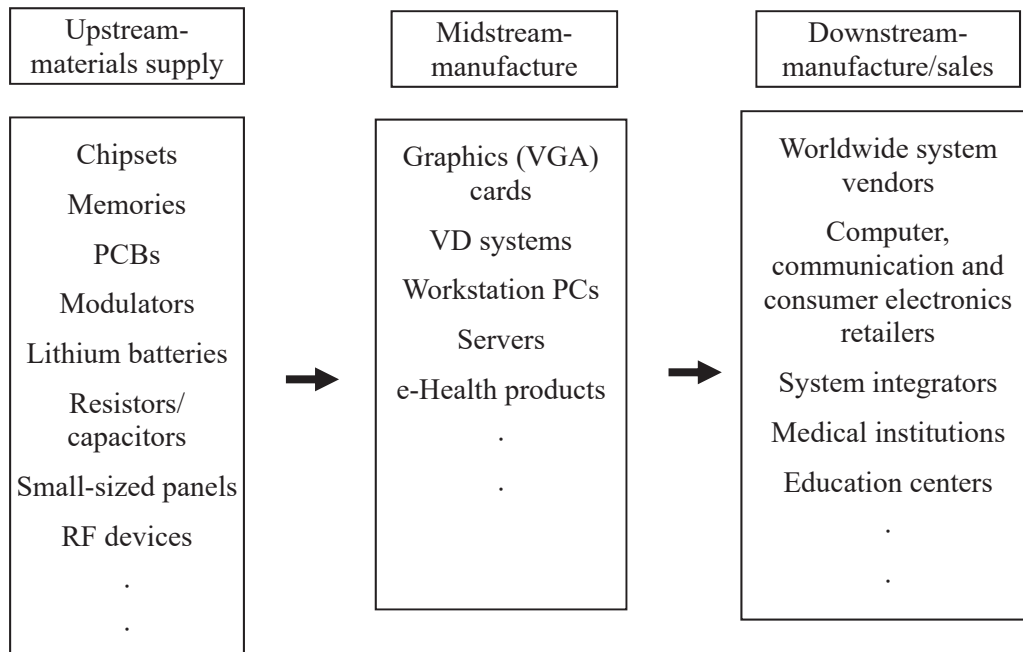 Upstream-
materials supply
Midstream-
manufacture
Downstream-
manufacture/sales
Chipsets
Memories
PCBs
Modulators
Lithium batteries
Resistors/
capacitors
Small-sized panels
RF devices
.
.
Graphics (VGA)
cards
VD systems
Workstation PCs
Servers
e-Health products
.
.
Worldwide system
vendors
Computer,
communication and
consumer electronics
retailers
System integrators
Medical institutions
Education centers
.
.